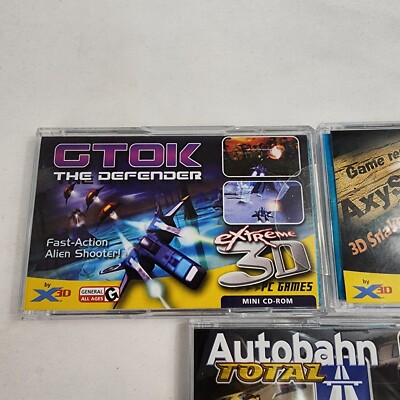 GTOK
THE DEFENDER
Fast-Action
Alien Shooter!
by
X3D
GENERAL
ALL AGES
G
eXtreme
3D
PC GAMES
MINI CD-ROM
Game
AxyS
3D Snake
by
X3D
Autobahn
TOTAL